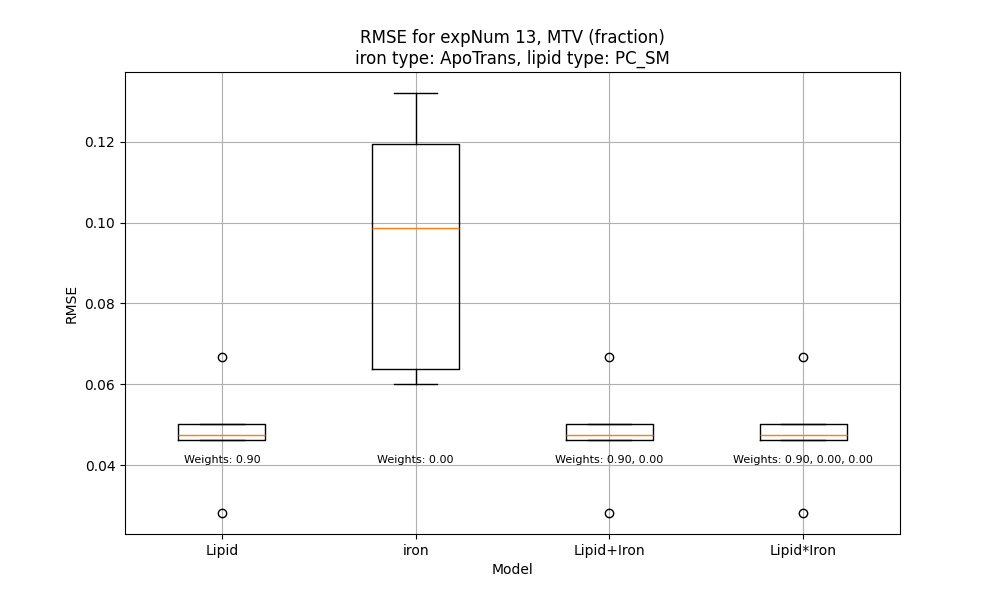 RMSE for expNum 13, MTV (fraction)
iron type: ApoTrans, lipid type: PC_SM
0.12
0.10
0.08
0.06
0.04
RMSE
Weights: 0.90
Weights: 0.00
Weights: 0.90, 0.00
Weights: 0.90, 0.00, 0.00
Lipid
iron
Lipid+Iron
Lipid*Iron
Model